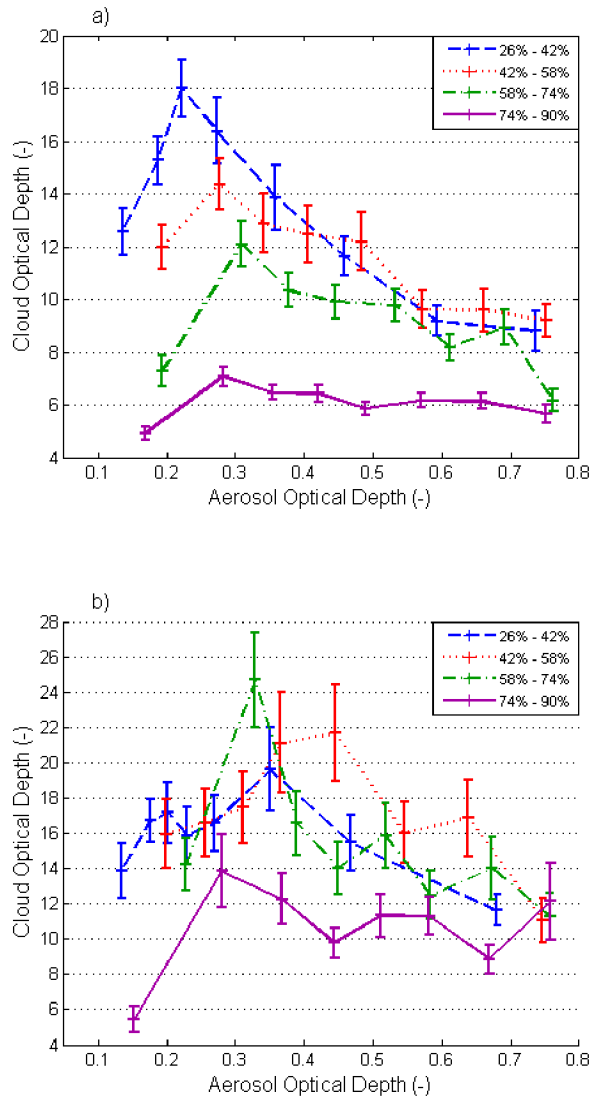 a)
20
18
16
14
12
10
8
6
4
Cloud Optical Depth (-)
26% - 42%
42% - 58%
58% - 74%
74% - 90%
0.1 0.2 0.3 0.4 0.5 0.6 0.7 0.8
Aerosol Optical Depth (-)
b)
28
26
24
22
20
18
16
14
12
10
8
6
4
Cloud Optical Depth (-)
26% - 42%
42% - 58%
58% - 74%
74% - 90%
0.1 0.2 0.3 0.4 0.5 0.6 0.7 0.8
Aerosol Optical Depth (-)